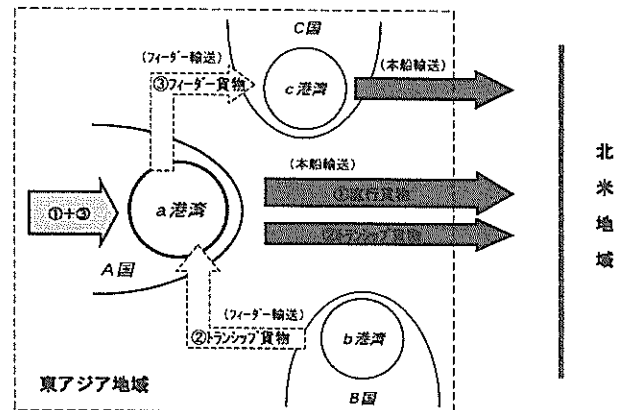 C国
(フィーダー輸送)
③フィーダー貨物
c港湾
(本船輸送)
(本船輸送)
①直行貨物
②トランシップ貨物
①+③
a港湾
A国
(フィーダー輸送)
②トランシップ貨物
b港湾
B国
東アジア地域
北米地域